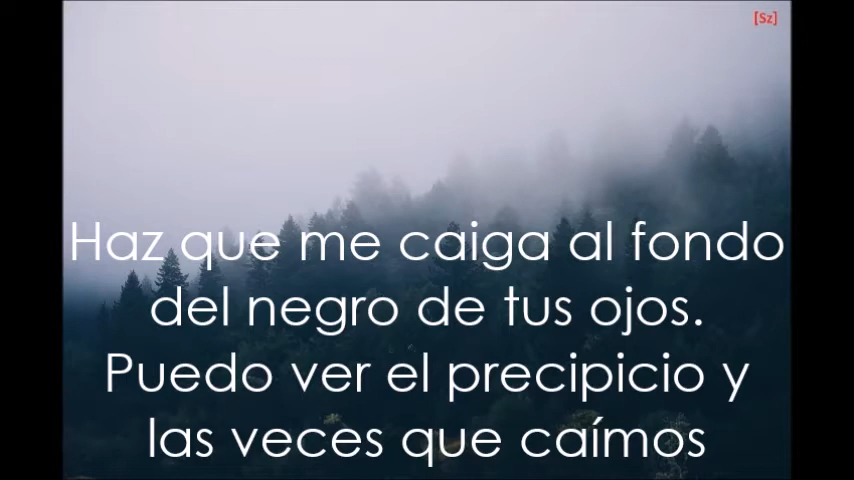 [Sz]
Haz que me caiga al fondo
del negro de tus ojos.
Puedo ver el precipicio y
las veces que caímos